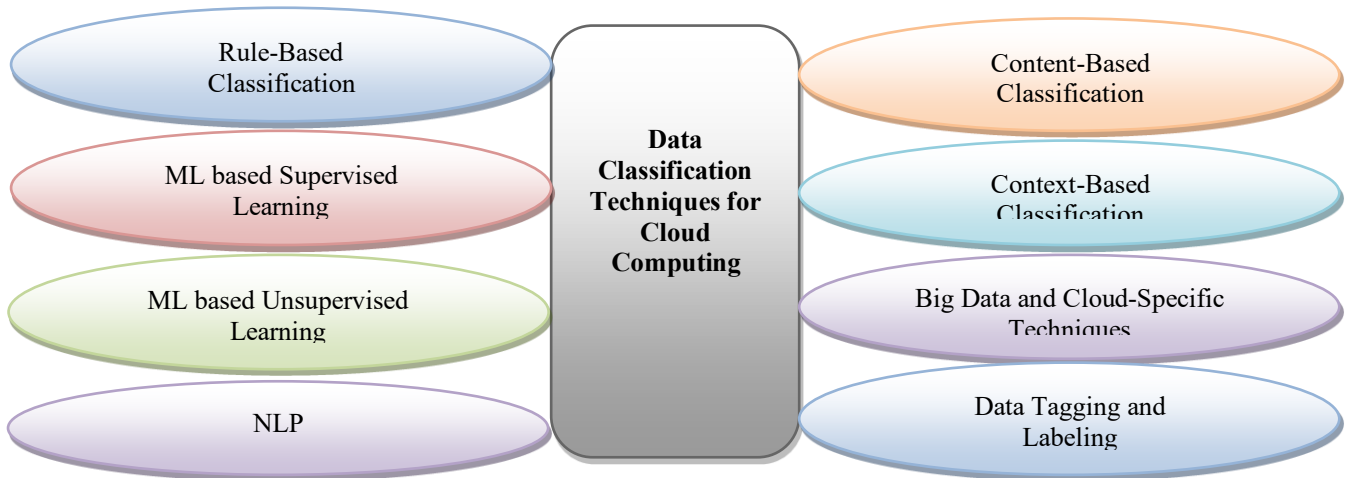 Rule-Based
Classification
ML based Supervised
Learning
ML based Unsupervised
Learning
NLP
Data
Classification
Techniques for
Cloud
Computing
Content-Based
Classification
Context-Based
Classification
Big Data and Cloud-Specific
Techniques
Data Tagging and
Labeling